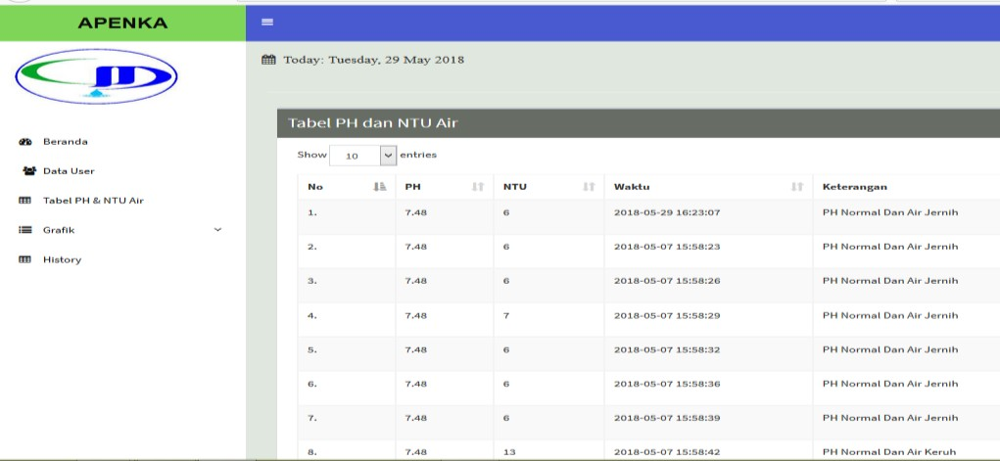 APENKA
Today: Tuesday, 29 May 2018
Beranda
Data User
Tabel PH & NTU Air
Grafik
History
Tabel PH dan NTU Air
Show 10 entries
No PH NTU Waktu Keterangan
1. 7.48 6 2018-05-29 16:23:07 PH Normal Dan Air Jernih
2. 7.48 6 2018-05-07 15:58:23 PH Normal Dan Air Jernih
3. 7.48 6 2018-05-07 15:58:26 PH Normal Dan Air Jernih
4. 7.48 7 2018-05-07 15:58:29 PH Normal Dan Air Jernih
5. 7.48 6 2018-05-07 15:58:32 PH Normal Dan Air Jernih
6. 7.48 6 2018-05-07 15:58:36 PH Normal Dan Air Jernih
7. 7.48 6 2018-05-07 15:58:39 PH Normal Dan Air Jernih
8. 7.48 13 2018-05-07 15:58:42 PH Normal Dan Air Keruh